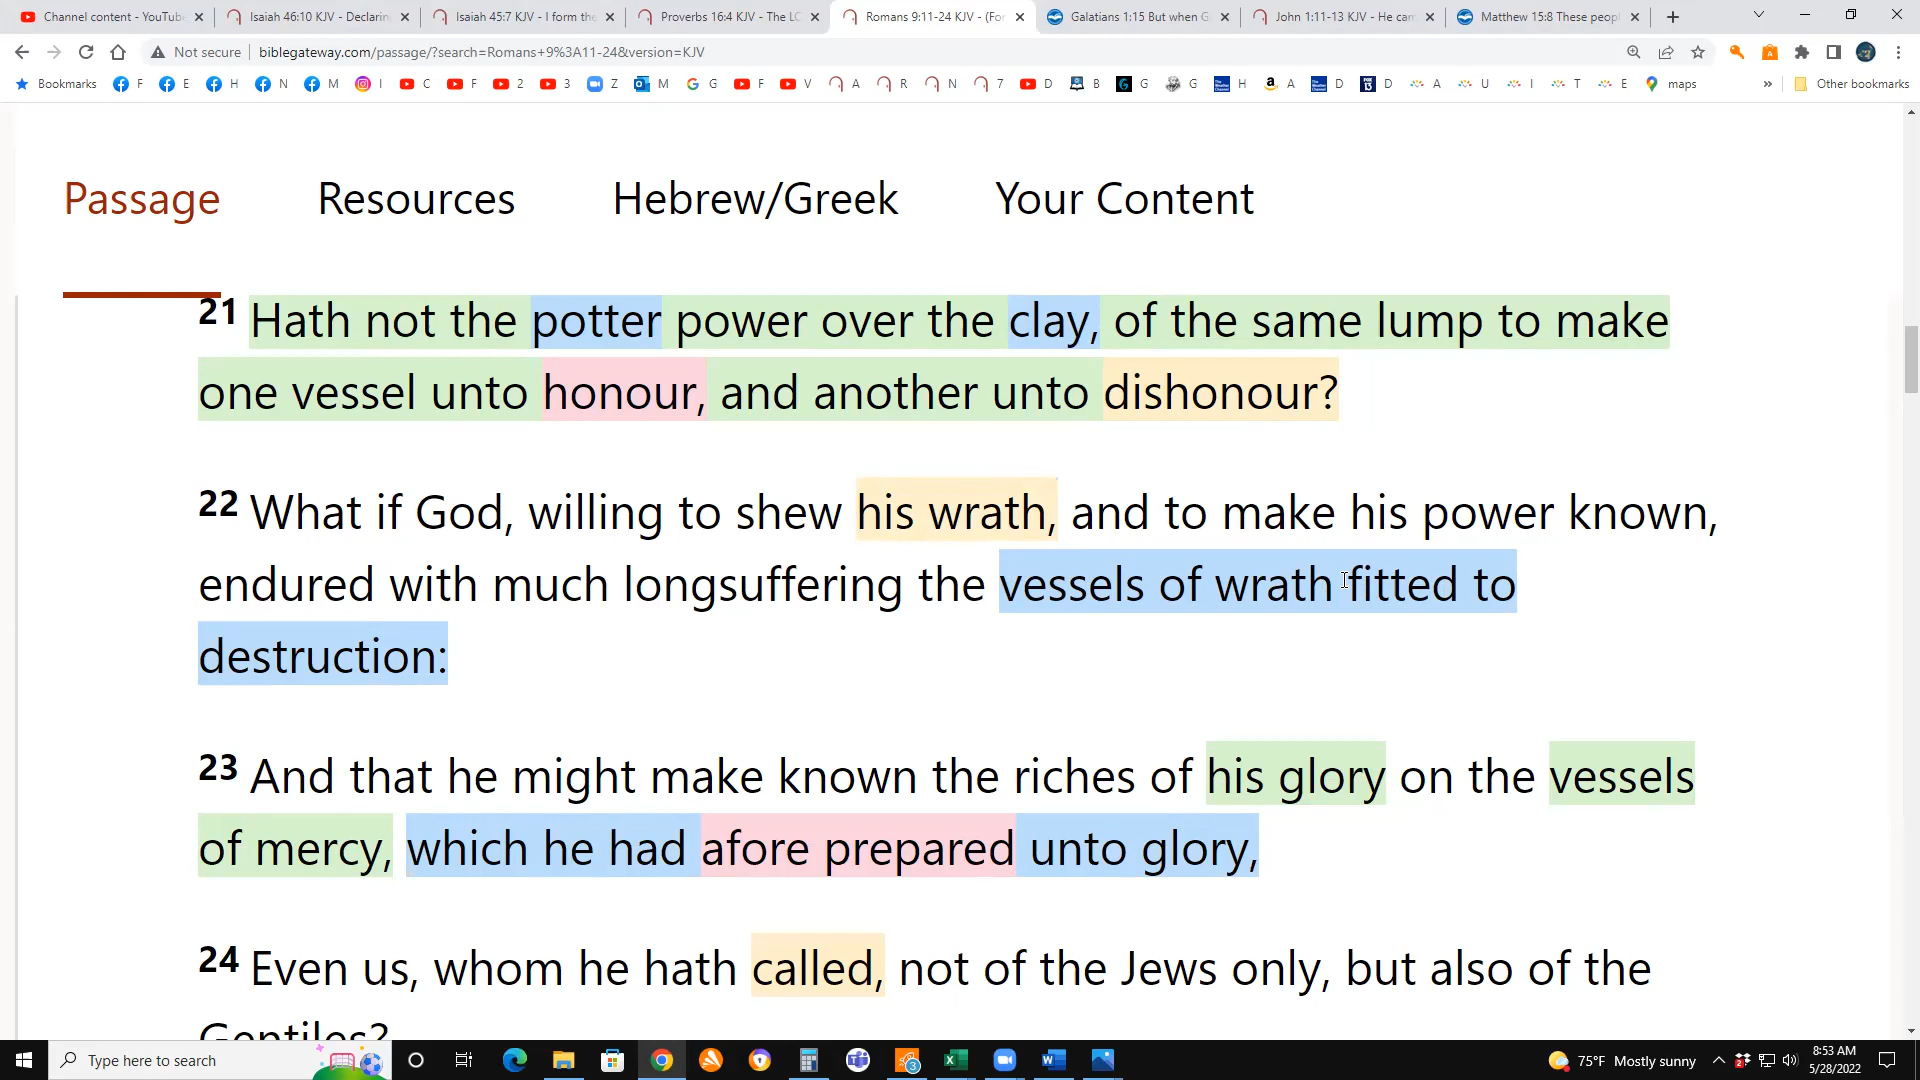 Channel content - YouTube
Isaiah 46:10 KJV - Declarin
Isaiah 45:7 KJV - I form the
Proverbs 16:4 KJV - The LO
Romans 9:11-24 KJV - (For
Galatians 1:15 But when G
John 1:11-13 KJV - He cam
Matthew 15:8 These peopl
Not secure
biblegateway.com/passage/?search=Romans+9%3A11-24&version=KJV
Bookmarks F E H N M I C F 2 3 Z M G F V A R N 7 D B G G H A D D A U I T E maps » Other bookmarks
Passage Resources Hebrew/Greek Your Content
21 Hath not the potter power over the clay, of the same lump to make
one vessel unto honour, and another unto dishonour?
22 What if God, willing to shew his wrath, and to make his power known,
endured with much longsuffering the vessels of wrath fitted to
destruction:
23 And that he might make known the riches of his glory on the vessels
of mercy, which he had afore prepared unto glory,
24 Even us, whom he hath called, not of the Jews only, but also of the
Gentiles?
Type here to search
3
75°F Mostly sunny
8:53 AM
5/28/2022